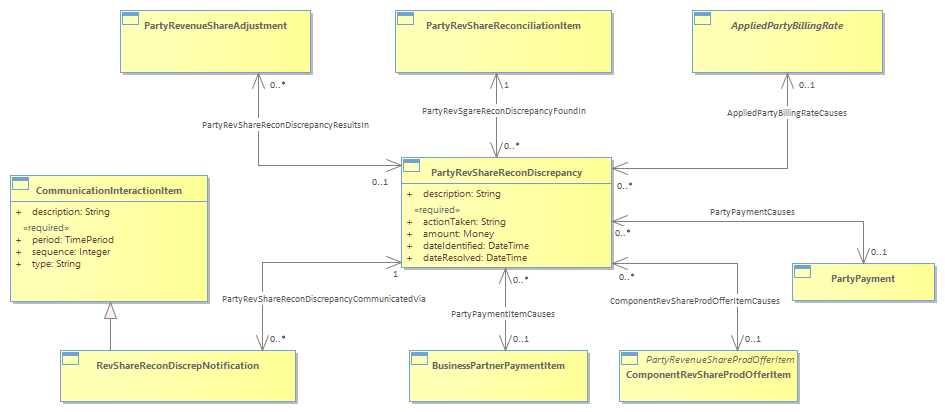 PartyRevenueShareAdjustment
PartyRevShareReconciliationItem
AppliedPartyBillingRate
0..*
1
0..1
PartyRevShareReconDiscrepancyResultsIn
PartyRevSgareReconDiscrepancyFoundIn
AppliedPartyBillingRateCauses
0..1
0..*
0..*
PartyRevShareReconDiscrepancy
+ description: String
«required»
+ actionTaken: String
+ amount: Money
+ dateIdentified: DateTime
+ dateResolved: DateTime
CommunicationInteractionItem
+ description: String
«required»
+ period: TimePeriod
+ sequence: Integer
+ type: String
PartyPaymentCauses
0..*
0..1
PartyPayment
1
0..*
0..*
PartyRevShareReconDiscrepancyCommunicatedVia
PartyPaymentItemCauses
ComponentRevShareProdOfferItemCauses
0..*
0..1
0..1
RevShareReconDiscrepNotification
BusinessPartnerPaymentItem
PartyRevenueShareProdOfferItem
ComponentRevShareProdOfferItem